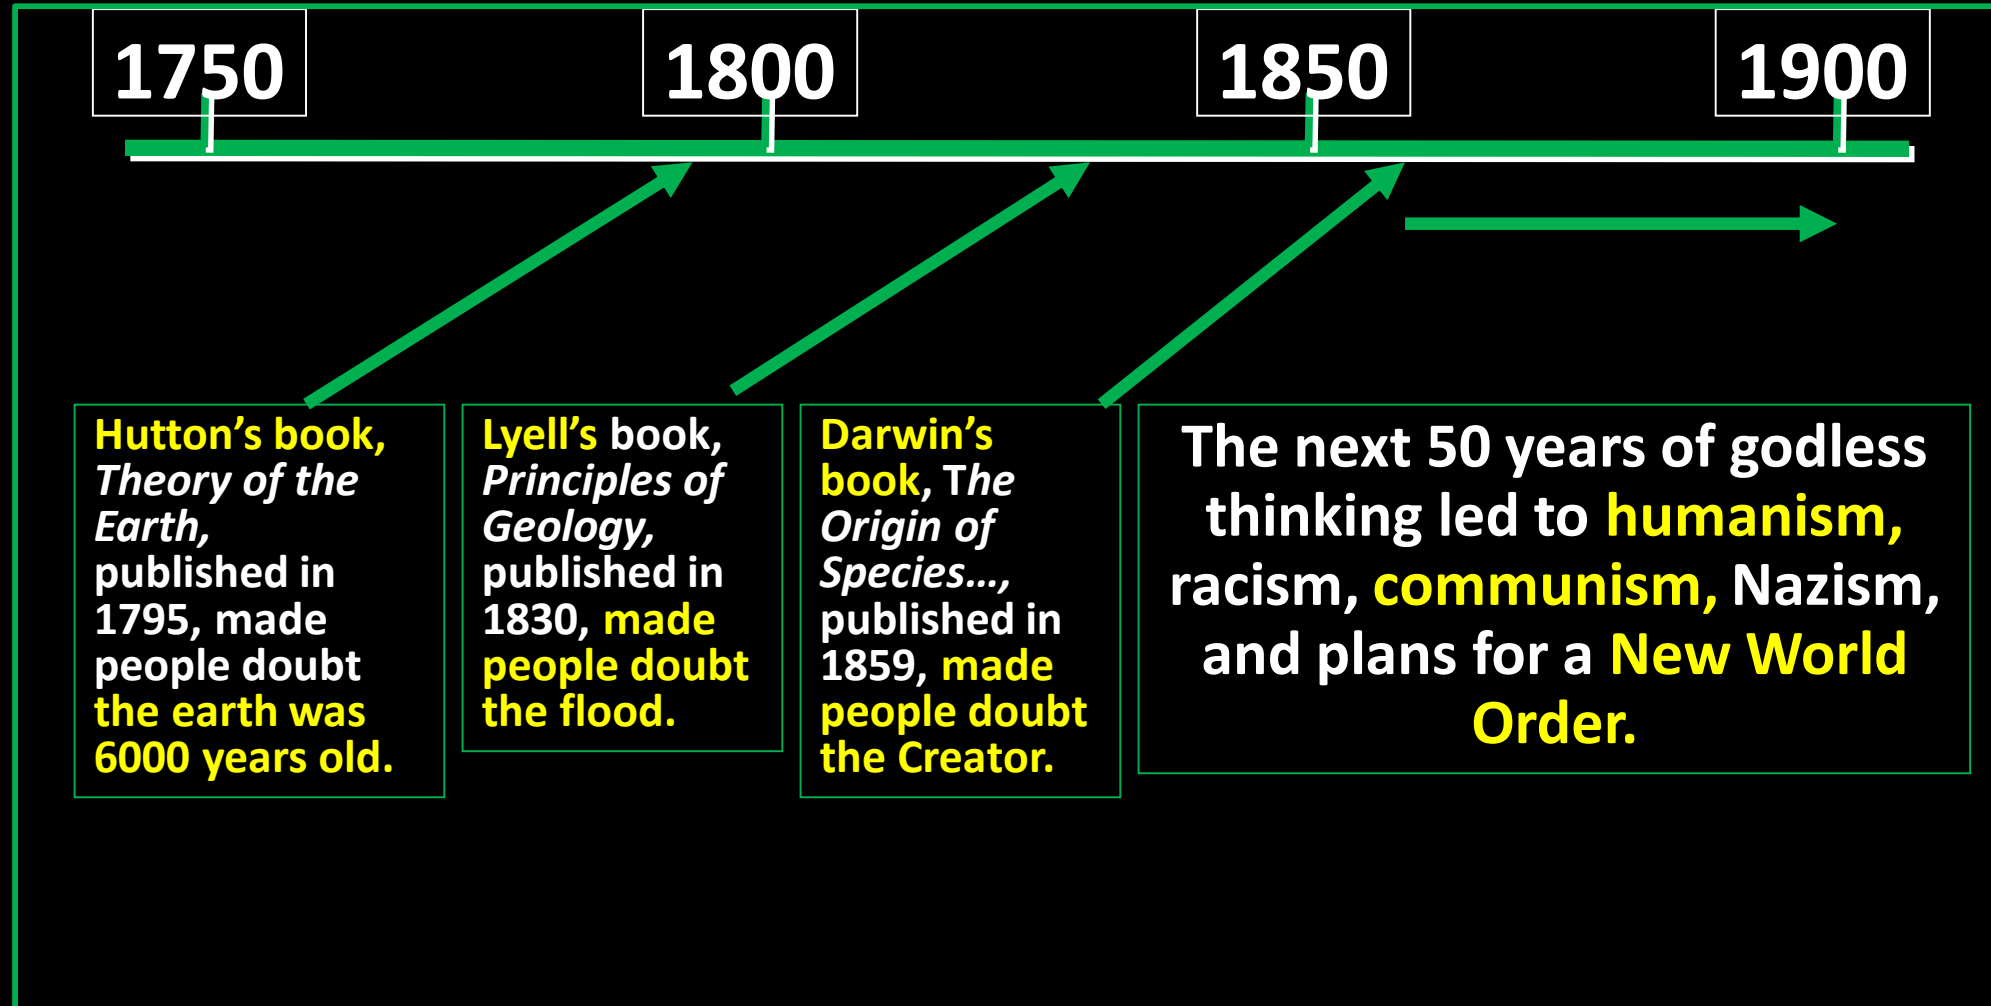 1750
1800
1850
1900
Hutton’s book,
Theory of the
Earth,
published in
1795, made
people doubt
the earth was
6000 years old.
Lyell’s book,
Principles of
Geology,
published in
1830, made
people doubt
the flood.
Darwin’s
book, The
Origin of
Species…,
published in
1859, made
people doubt
the Creator.
The next 50 years of godless
thinking led to humanism,
racism, communism, Nazism,
and plans for a New World
Order.